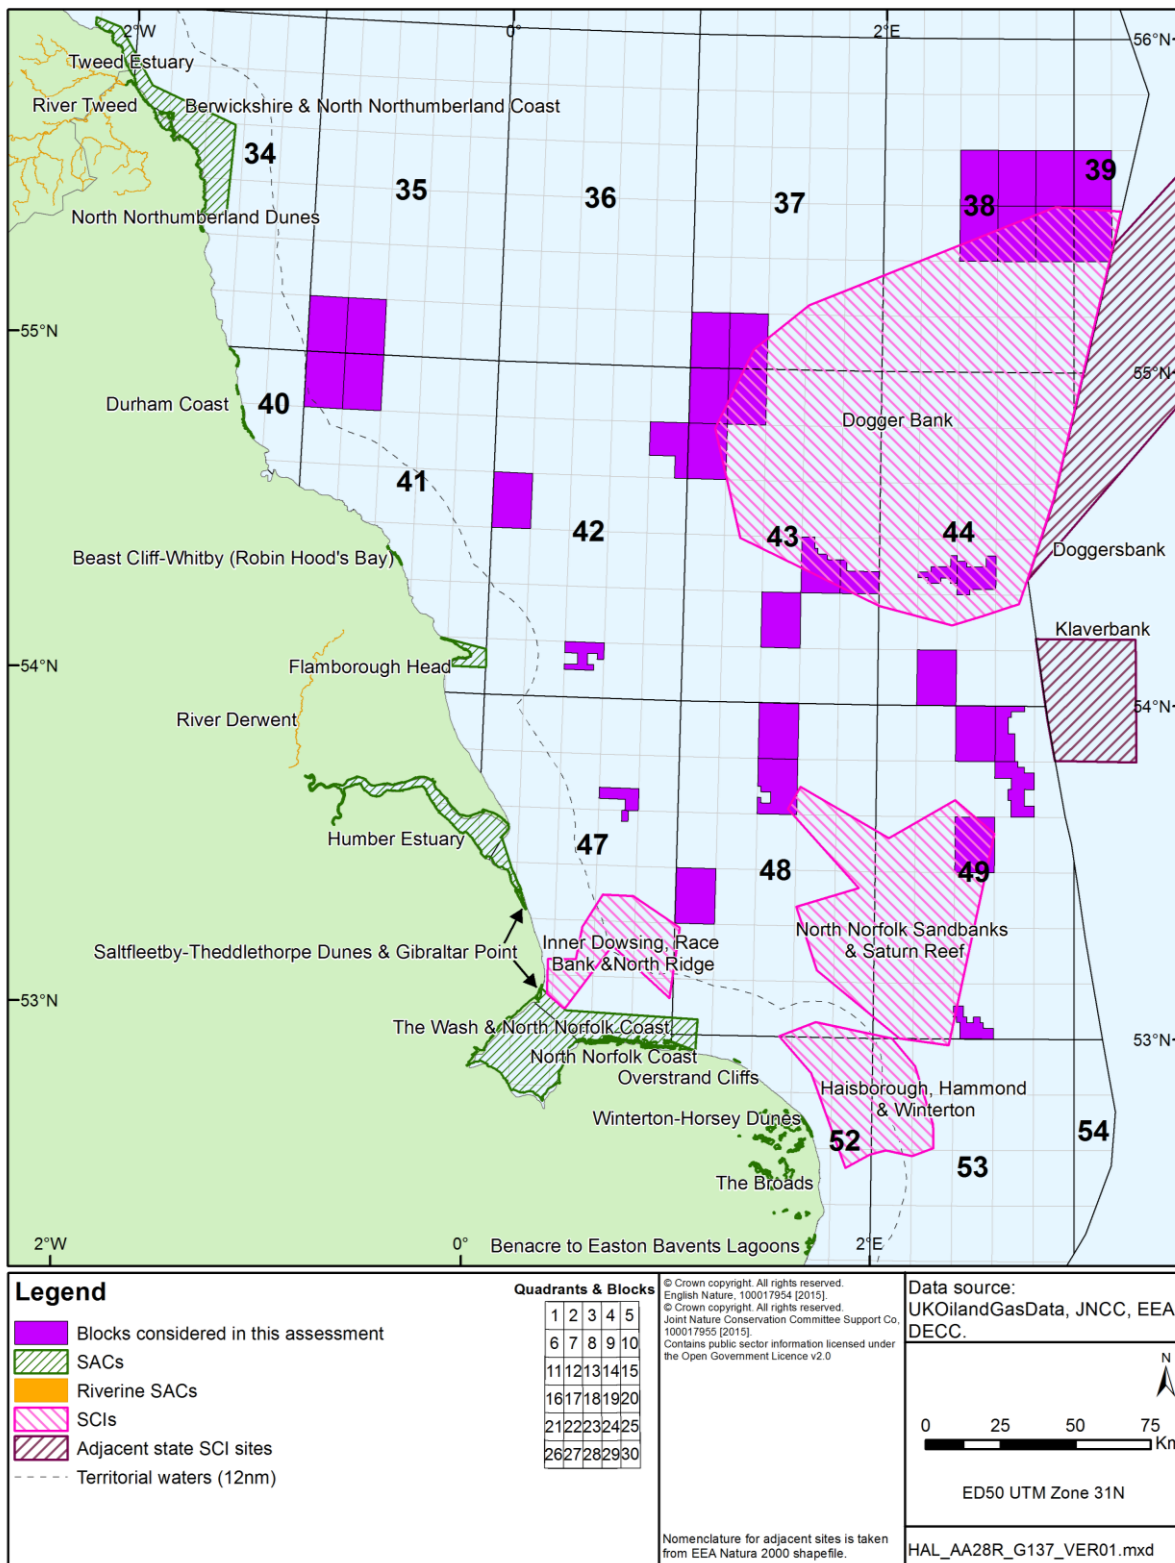 2°W
0°
2°E
56°N
Tweed Estuary
River Tweed
Berwickshire & North Northumberland Coast
34
35
36
37
38
39
North Northumberland Dunes
55°N
55°N
Durham Coast
40
Dogger Bank
41
42
43
44
Beast Cliff-Whitby (Robin Hood's Bay)
Doggersbank
Klaverbank
54°N
Flamborough Head
River Derwent
54°N
Humber Estuary
47
48
49
Saltfleetby-Theddlethorpe Dunes & Gibraltar Point
Inner Dowsing, Race
Bank &North Ridge
North Norfolk Sandbanks
& Saturn Reef
53°N
The Wash & North Norfolk Coast
53°N
North Norfolk Coast
Overstrand Cliffs
Haisborough, Hammond
& Winterton
Winterton-Horsey Dunes
52
53
54
The Broads
2°W
0°
Benacre to Easton Bavents Lagoons
2°E
Legend
Blocks considered in this assessment
SACs
Riverine SACs
SCIs
Adjacent state SCI sites
Territorial waters (12nm)
Quadrants & Blocks
1 2 3 4 5
6 7 8 9 10
11 12 13 14 15
16 17 18 19 20
21 22 23 24 25
26 27 28 29 30
© Crown copyright. All rights reserved.
English Nature, 100017954 [2015].
© Crown copyright. All rights reserved.
Joint Nature Conservation Committee Support Co,
100017955 [2015].
Contains public sector information licensed under
the Open Government Licence v2.0
Nomenclature for adjacent sites is taken
from EEA Natura 2000 shapefile.
Data source:
UKOilandGasData, JNCC, EEA,
DECC.
N
0 25 50 75
Km
ED50 UTM Zone 31N
HAL_AA28R_G137_VER01.mxd